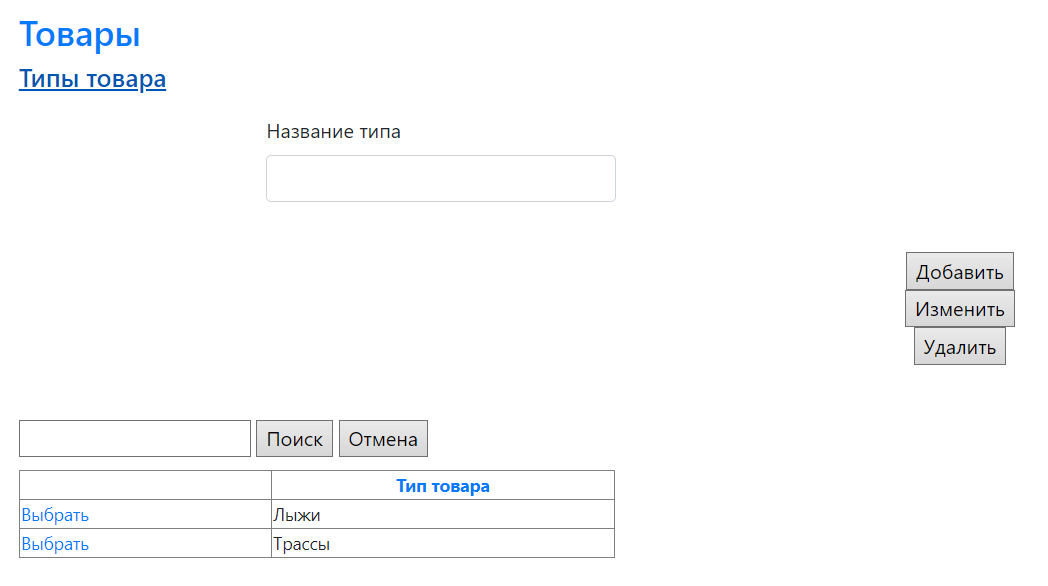 Товары
Типы товара
Название типа
Добавить
Изменить
Удалить
Поиск Отмена
Тип товара
Выбрать Лыжи
Выбрать Трассы